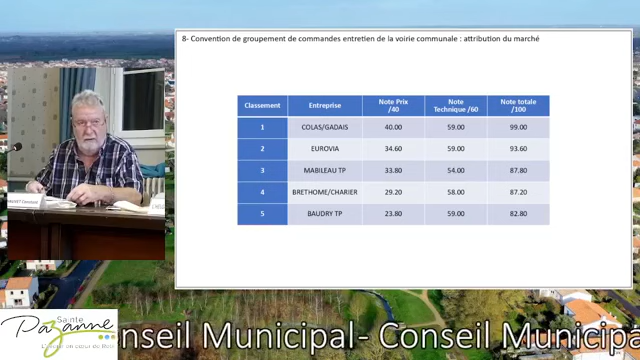 8- Convention de groupement de commandes entretien de la voirie communale : attribution du marché
Classement Entreprise Note Prix /40 Note Technique /60 Note totale /100
1 COLAS/GADAIS 40.00 59.00 99.00
2 EUROVIA 34.60 59.00 93.60
3 MABILEAU TP 33.80 54.00 87.80
4 BRETHOME/CHARIER 29.20 58.00 87.20
5 BAUDRY TP 23.80 59.00 82.80
Sainte
Pazanne
nseil Municipal- Conseil Municipa